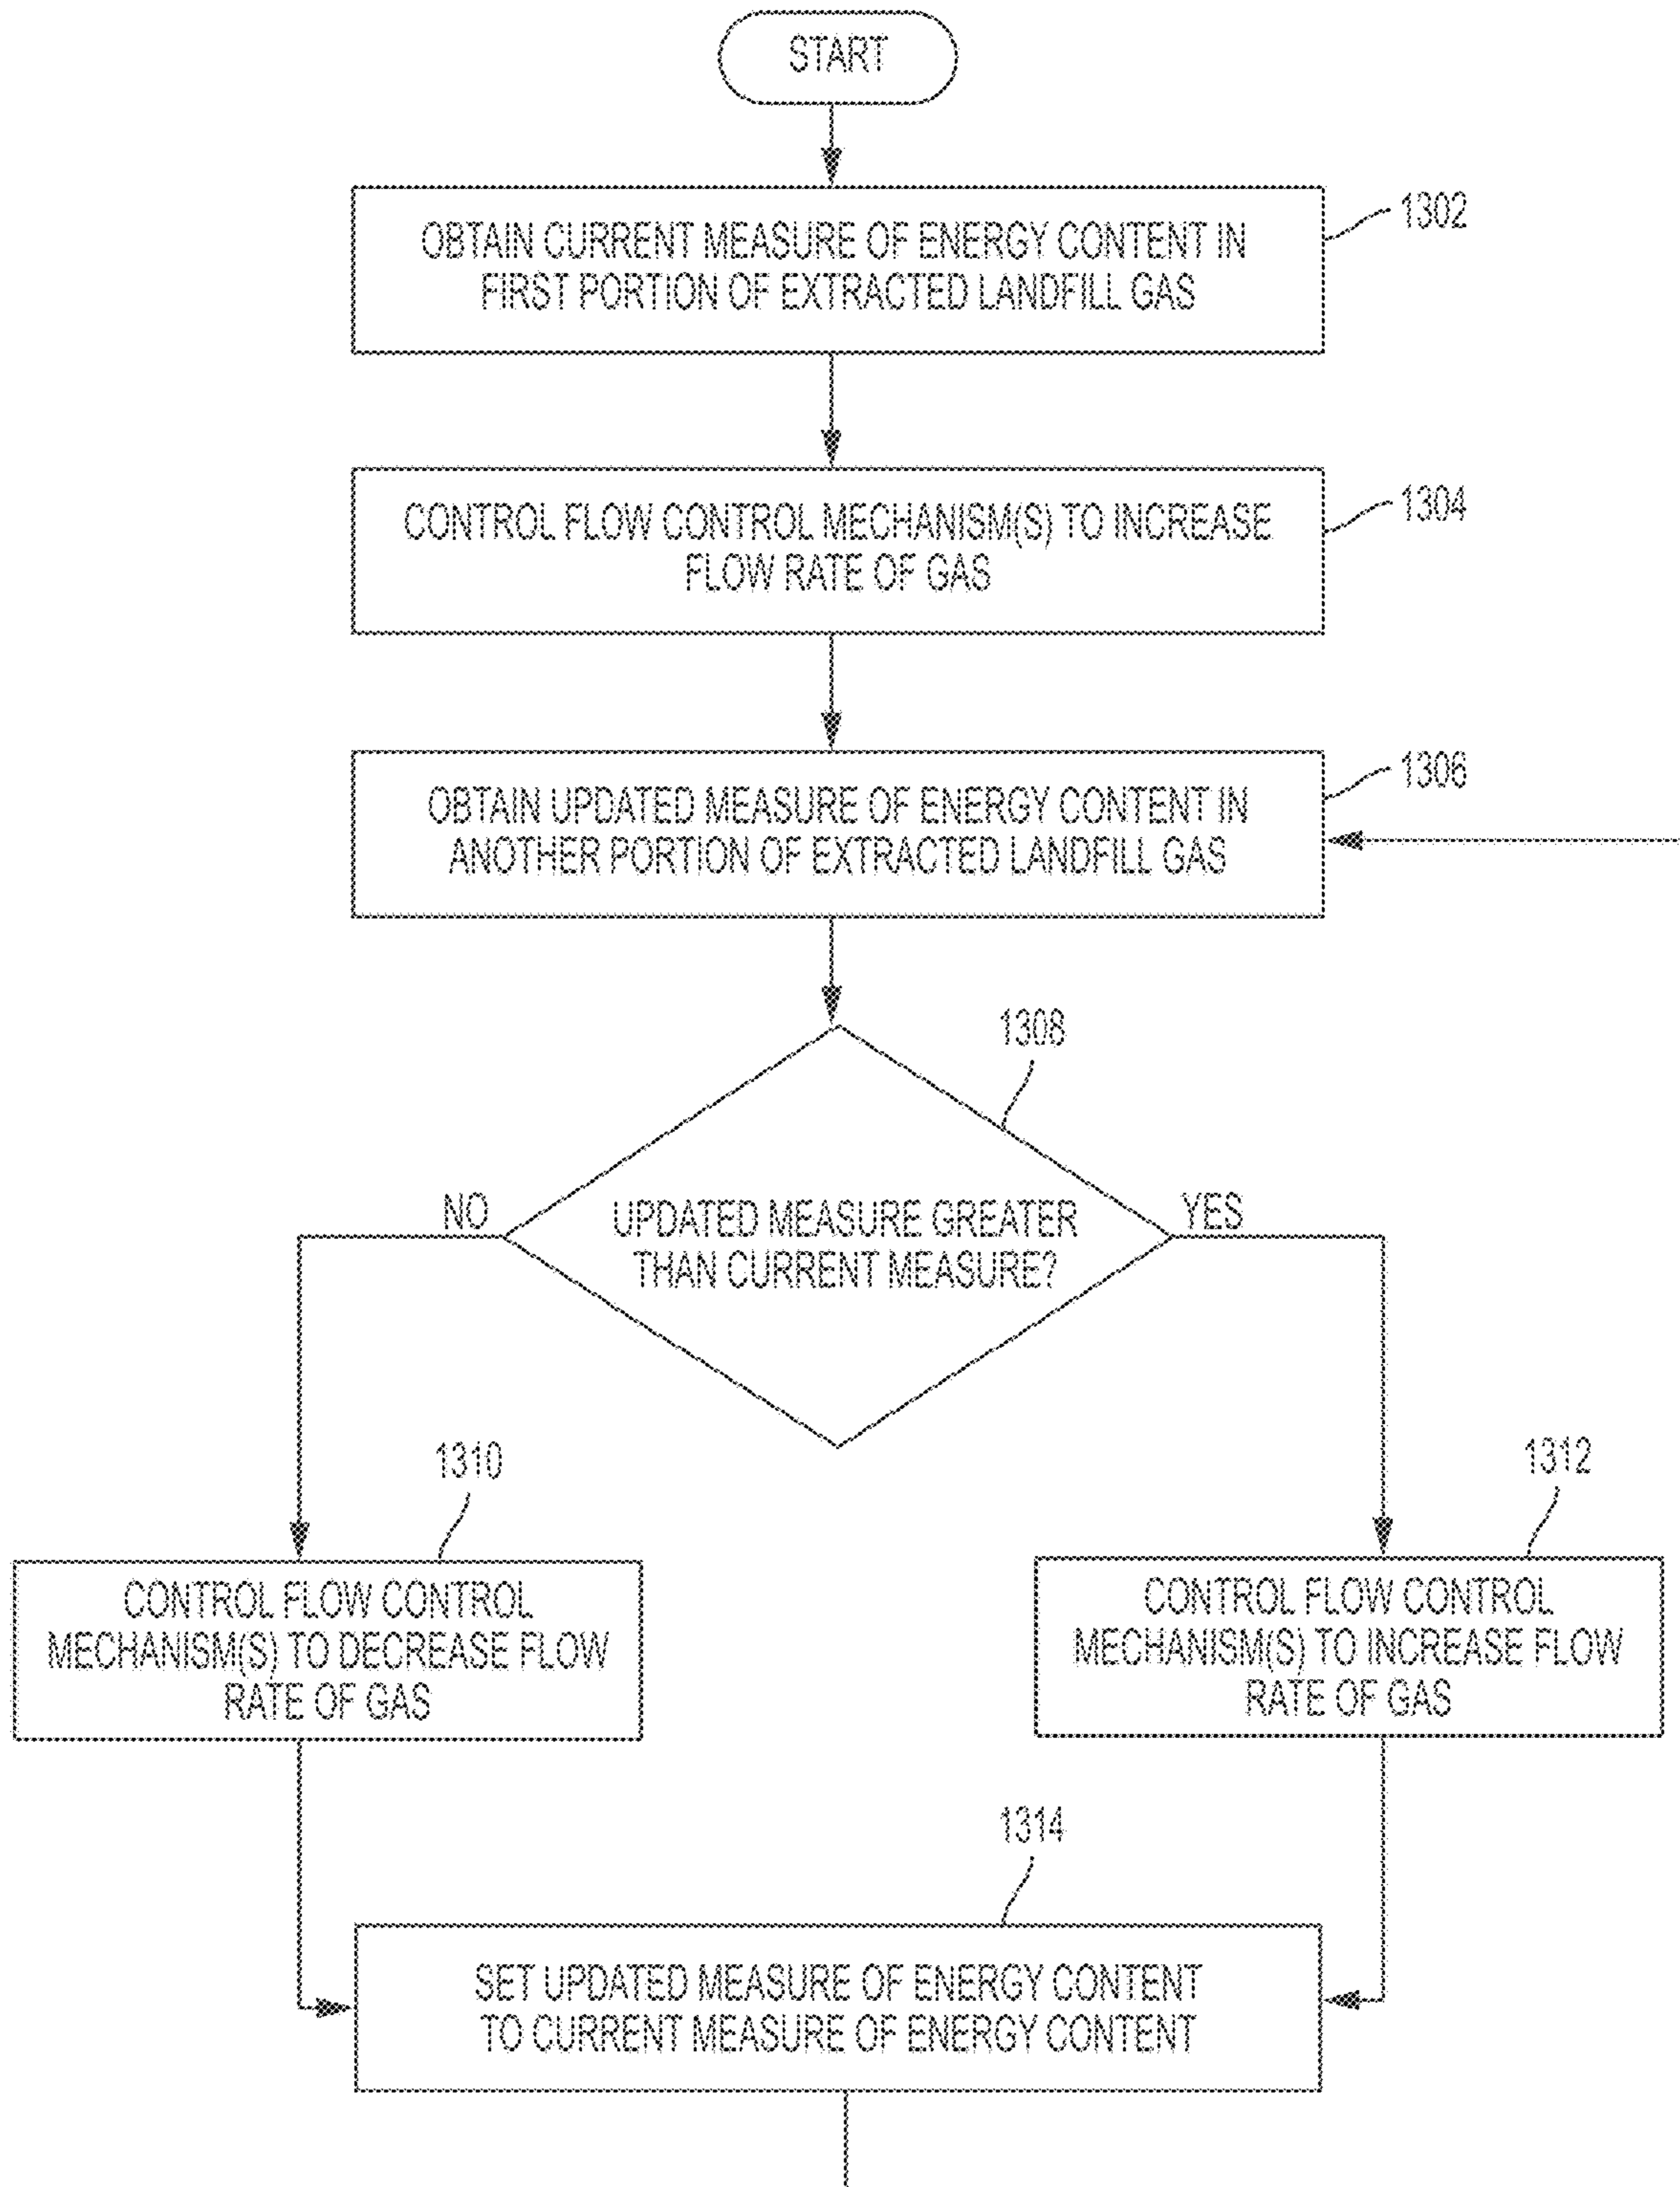 START
1302
OBTAIN CURRENT MEASURE OF ENERGY CONTENT IN
FIRST PORTION OF EXTRACTED LANDFILL GAS
1304
CONTROL FLOW CONTROL MECHANISM(S) TO INCREASE
FLOW RATE OF GAS
1306
OBTAIN UPDATED MEASURE OF ENERGY CONTENT IN
ANOTHER PORTION OF EXTRACTED LANDFILL GAS
1308
NO
UPDATED MEASURE GREATER
THAN CURRENT MEASURE?
YES
1310
CONTROL FLOW CONTROL
MECHANISM(S) TO DECREASE FLOW
RATE OF GAS
1312
CONTROL FLOW CONTROL
MECHANISM(S) TO INCREASE FLOW
RATE OF GAS
1314
SET UPDATED MEASURE OF ENERGY CONTENT
TO CURRENT MEASURE OF ENERGY CONTENT